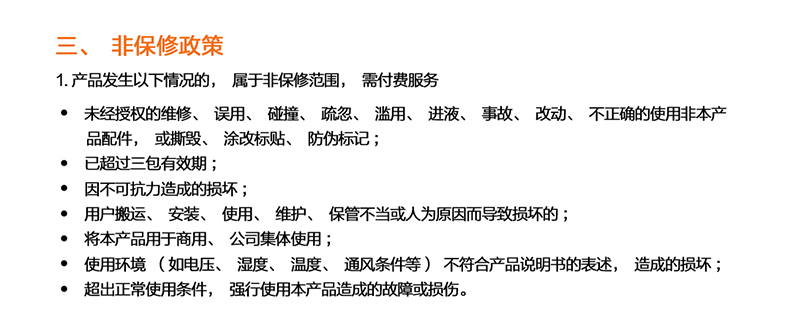 三、 非保修政策
1. 产品发生以下情况的， 属于非保修范围， 需付费服务
● 未经授权的维修、 误用、 碰撞、 疏忽、 滥用、 进液、 事故、 改动、 不正确的使用非本产
品配件， 或撕毁、 涂改标贴、 防伪标记；
● 已超过三包有效期；
● 因不可抗力造成的损坏；
● 用户搬运、 安装、 使用、 维护、 保管不当或人为原因而导致损坏的；
● 将本产品用于商用、 公司集体使用；
● 使用环境 （如电压、 湿度、 温度、 通风条件等） 不符合产品说明书的表述， 造成的损坏；
● 超出正常使用条件， 强行使用本产品造成的故障或损伤。